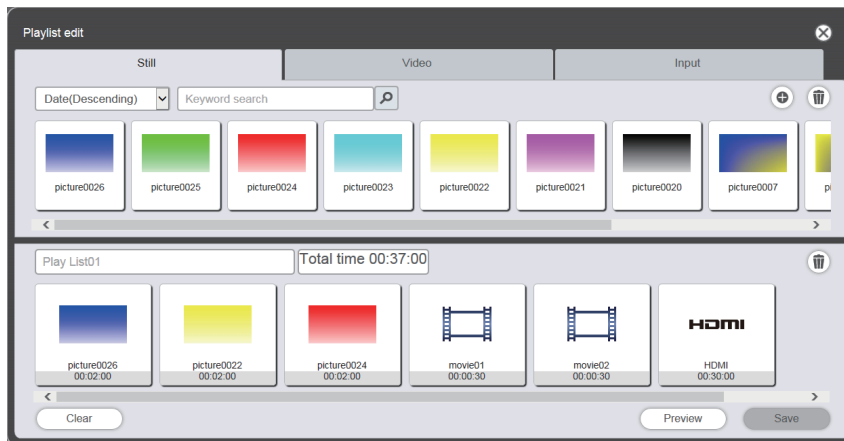 Playlist edit
Still
Video
Input
Date(Descending)
Keyword search
picture0026
picture0025
picture0024
picture0023
picture0022
picture0021
picture0020
picture0007
Play List01
Total time 00:37:00
HDMI
picture0026
picture0022
picture0024
movie01
movie02
HDMI
00:02:00
00:02:00
00:02:00
00:00:30
00:00:30
00:30:00
Clear
Preview
Save